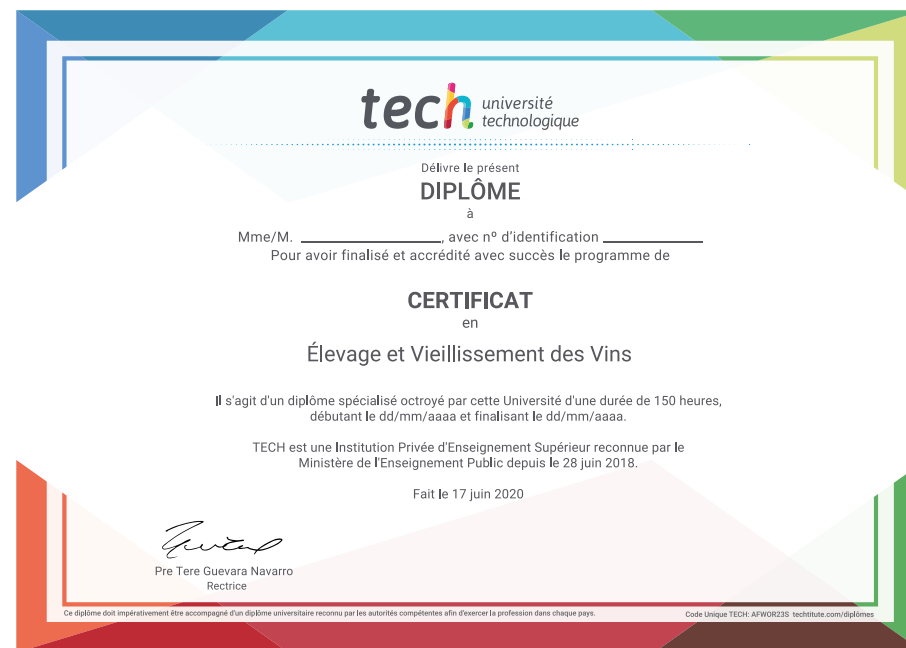 tech université
technologique
Délivre le présent
DIPLÔME
à
Mme/M. ____________________, avec nº d'identification ______________
Pour avoir finalisé et accrédité avec succès le programme de
CERTIFICAT
en
Élevage et Vieillissement des Vins
Il s'agit d'un diplôme spécialisé octroyé par cette Université d'une durée de 150 heures,
débutant le dd/mm/aaaa et finalisant le dd/mm/aaaa.
TECH est une Institution Privée d'Enseignement Supérieur reconnue par le
Ministère de l'Enseignement Public depuis le 28 juin 2018.
Fait le 17 juin 2020
Pre Tere Guevara Navarro
Rectrice
Ce diplôme doit impérativement être accompagné d'un diplôme universitaire reconnu par les autorités compétentes afin d'exercer la profession dans chaque pays.
Code Unique TECH: AFWOR23S techtitute.com/diplômes